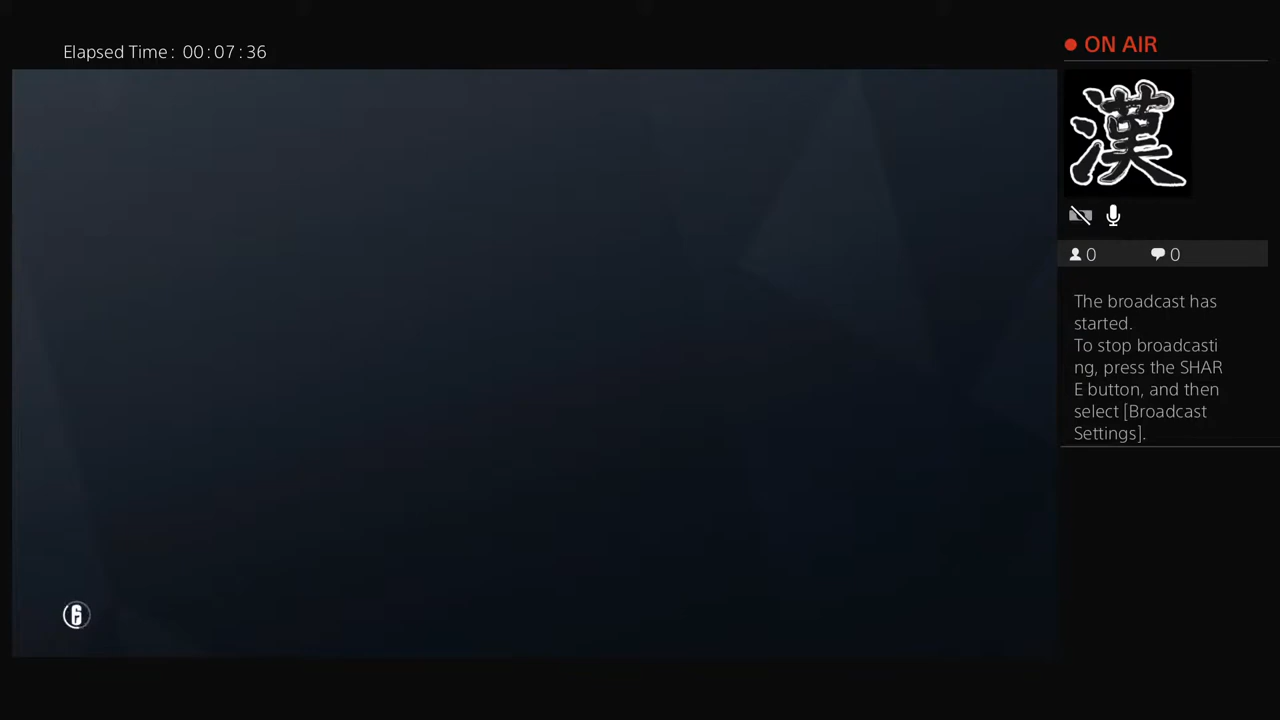 Elapsed Time: 00:07:36
ON AIR
漢
0 0
The broadcast has
started.
To stop broadcasti
ng, press the SHAR
E button, and then
select [Broadcast
Settings].
6